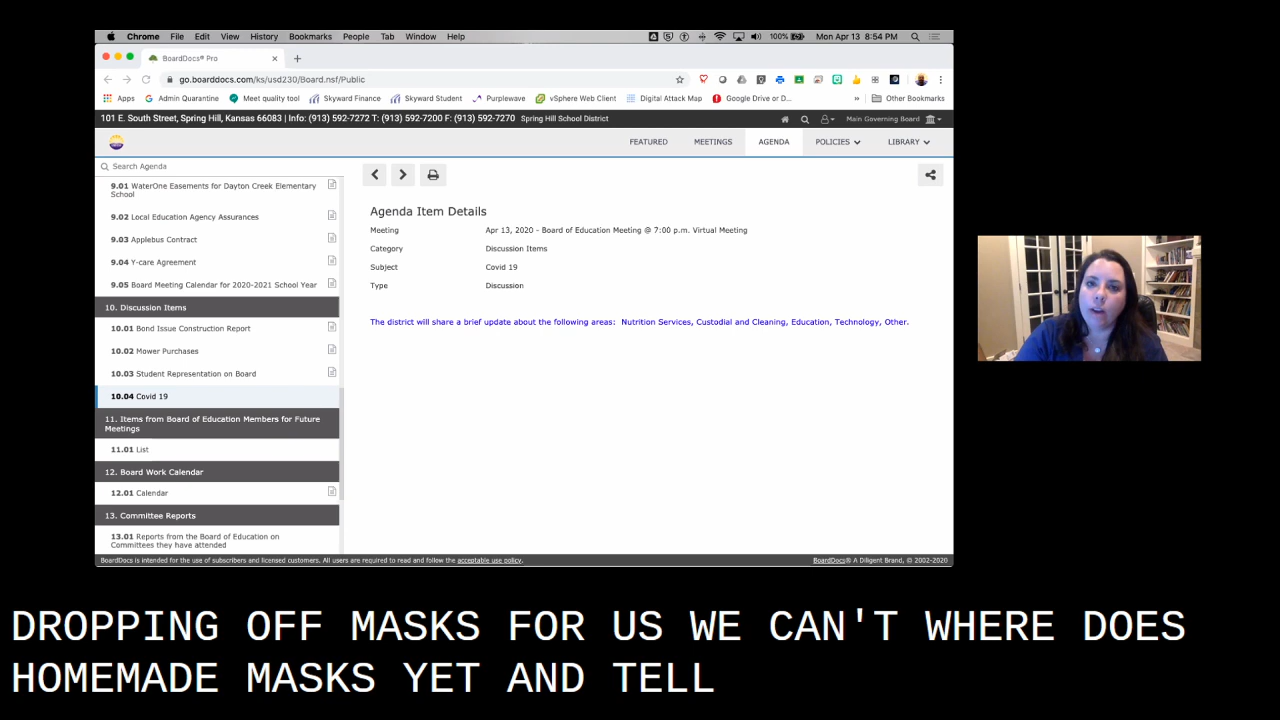 Chrome File Edit View History Bookmarks People Tab Window Help 100% Mon Apr 13 8:54 PM
BoardDocs® Pro
go.boarddocs.com/ks/usd230/Board.nsf/Public
Apps Admin Quarantine Meet quality tool Skyward Finance Skyward Student Purplewave vSphere Web Client Digital Attack Map Google Drive or D... » Other Bookmarks
101 E. South Street, Spring Hill, Kansas 66083 | Info: (913) 592-7272 T: (913) 592-7200 F: (913) 592-7270 Spring Hill School District Main Governing Board
FEATURED MEETINGS AGENDA POLICIES LIBRARY
Search Agenda
9.01 WaterOne Easements for Dayton Creek Elementary
School
9.02 Local Education Agency Assurances
9.03 Applebus Contract
9.04 Y-care Agreement
9.05 Board Meeting Calendar for 2020-2021 School Year
10. Discussion Items
10.01 Bond Issue Construction Report
10.02 Mower Purchases
10.03 Student Representation on Board
10.04 Covid 19
11. Items from Board of Education Members for Future
Meetings
11.01 List
12. Board Work Calendar
12.01 Calendar
13. Committee Reports
13.01 Reports from the Board of Education on
Committees they have attended
Agenda Item Details
Meeting Apr 13, 2020 - Board of Education Meeting @ 7:00 p.m. Virtual Meeting
Category Discussion Items
Subject Covid 19
Type Discussion
The district will share a brief update about the following areas: Nutrition Services, Custodial and Cleaning, Education, Technology, Other.
BoardDocs is intended for the use of subscribers and licensed customers. All users are required to read and follow the acceptable use policy. BoardDocs® A Diligent Brand, © 2002-2020
DROPPING OFF MASKS FOR US WE CAN'T WHERE DOES
HOMEMADE MASKS YET AND TELL